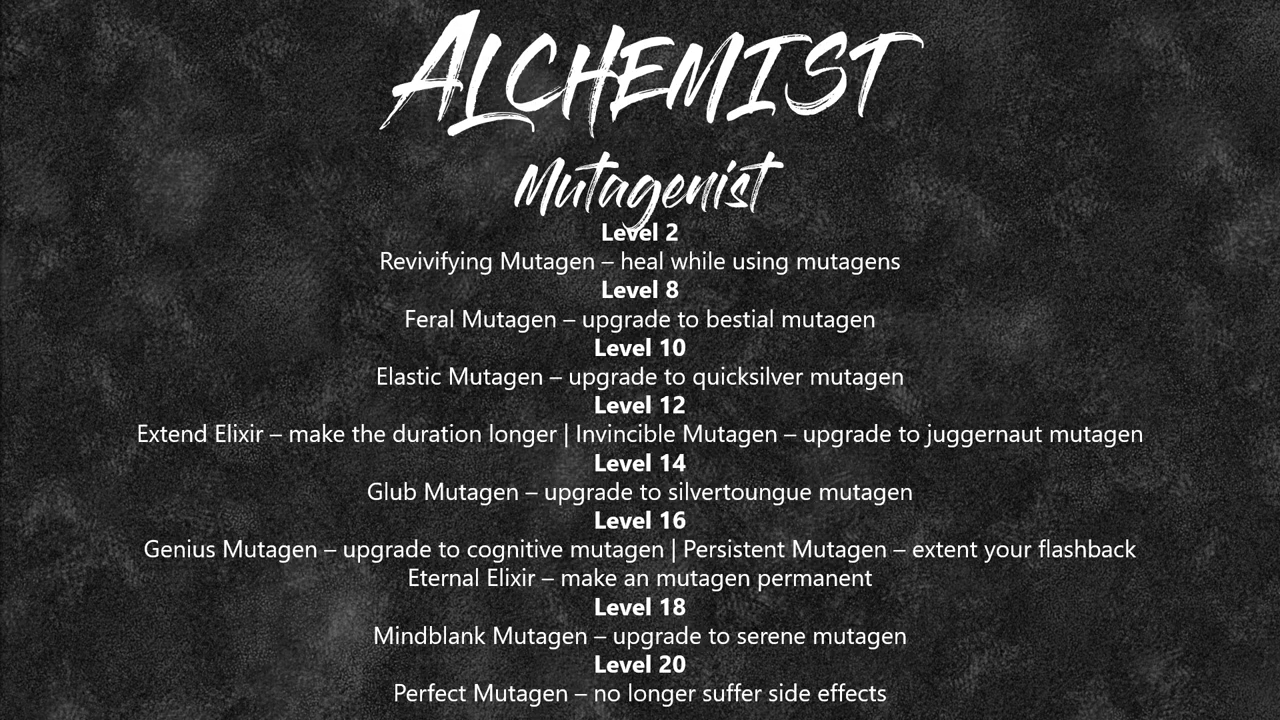 ALCHEMIST
Mutagenist
Level 2
Revivifying Mutagen – heal while using mutagens
Level 8
Feral Mutagen – upgrade to bestial mutagen
Level 10
Elastic Mutagen – upgrade to quicksilver mutagen
Level 12
Extend Elixir – make the duration longer | Invincible Mutagen – upgrade to juggernaut mutagen
Level 14
Glub Mutagen – upgrade to silvertoungue mutagen
Level 16
Genius Mutagen – upgrade to cognitive mutagen | Persistent Mutagen – extent your flashback
Eternal Elixir – make an mutagen permanent
Level 18
Mindblank Mutagen – upgrade to serene mutagen
Level 20
Perfect Mutagen – no longer suffer side effects